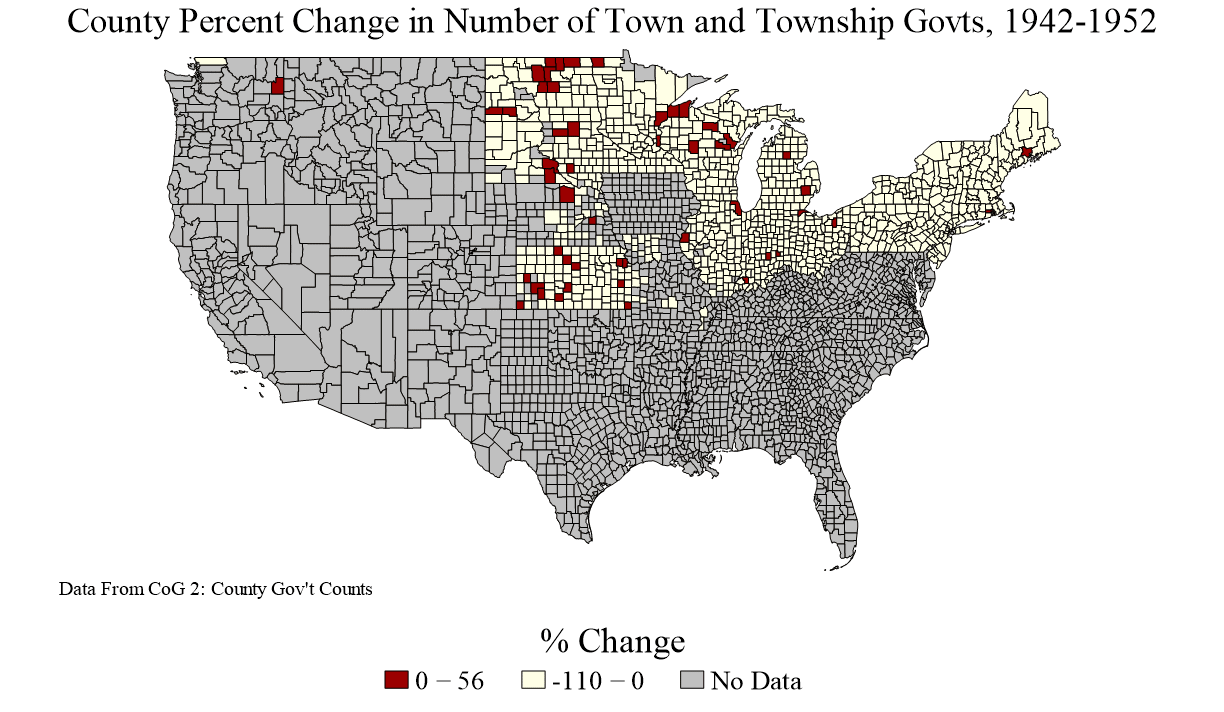 County Percent Change in Number of Town and Township Govts, 1942-1952
Data From CoG 2: County Gov't Counts
% Change
0 − 56
-110 − 0
No Data